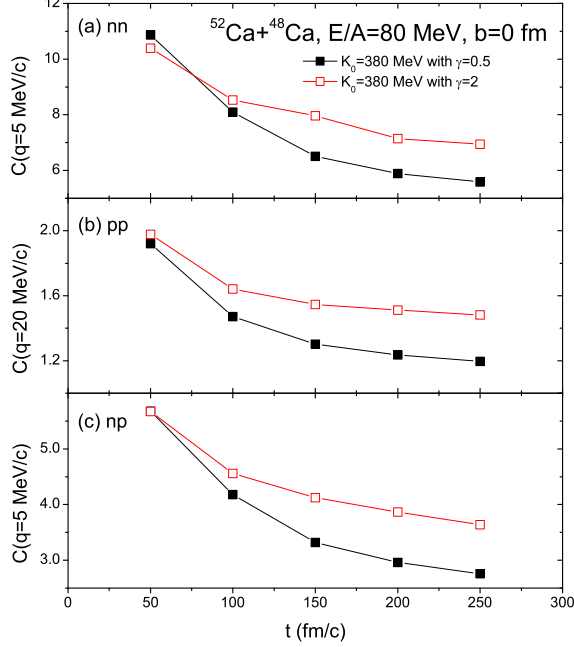 (a) nn
⁵²Ca+⁴⁸Ca, E/A=80 MeV, b=0 fm
K₀=380 MeV with γ=0.5
K₀=380 MeV with γ=2
C(q=5 MeV/c)
12
10
8
6
(b) pp
C(q=20 MeV/c)
2.0
1.6
1.2
(c) np
C(q=5 MeV/c)
5.0
4.0
3.0
0 50 100 150 200 250 300
t (fm/c)